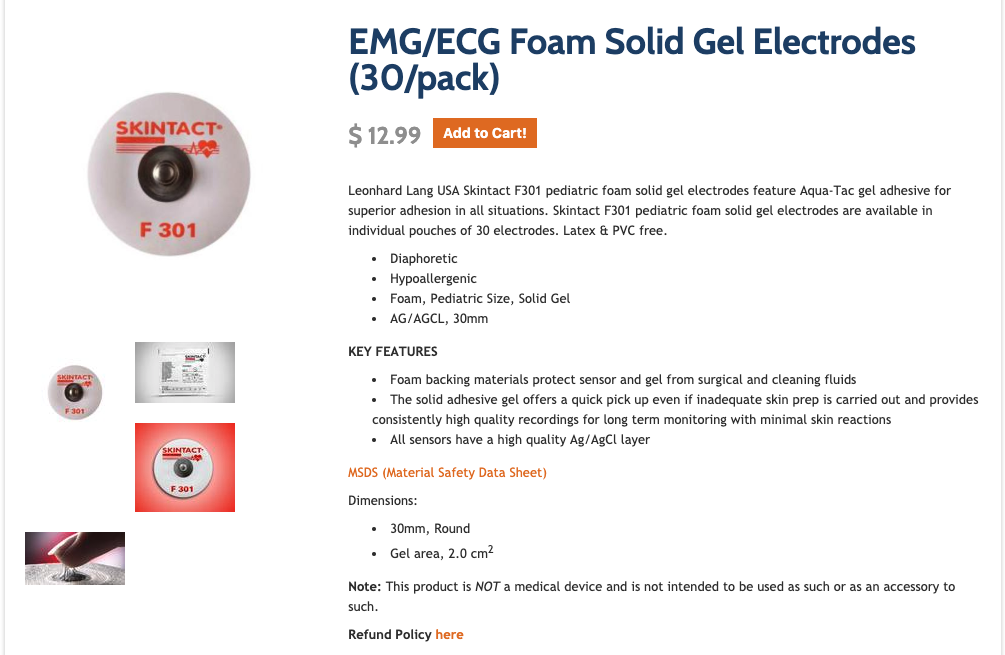 EMG/ECG Foam Solid Gel Electrodes
(30/pack)
$ 12.99
Add to Cart!
SKINTACT®
F 301
Leonhard Lang USA Skintact F301 pediatric foam solid gel electrodes feature Aqua-Tac gel adhesive for
superior adhesion in all situations. Skintact F301 pediatric foam solid gel electrodes are available in
individual pouches of 30 electrodes. Latex & PVC free.
• Diaphoretic
• Hypoallergenic
• Foam, Pediatric Size, Solid Gel
• AG/AGCL, 30mm
KEY FEATURES
• Foam backing materials protect sensor and gel from surgical and cleaning fluids
• The solid adhesive gel offers a quick pick up even if inadequate skin prep is carried out and provides
consistently high quality recordings for long term monitoring with minimal skin reactions
• All sensors have a high quality Ag/AgCl layer
SKINTACT
F 301
SKINTACT
SKINTACT
F 301
MSDS (Material Safety Data Sheet)
Dimensions:
• 30mm, Round
• Gel area, 2.0 cm²
Note: This product is NOT a medical device and is not intended to be used as such or as an accessory to
such.
Refund Policy here